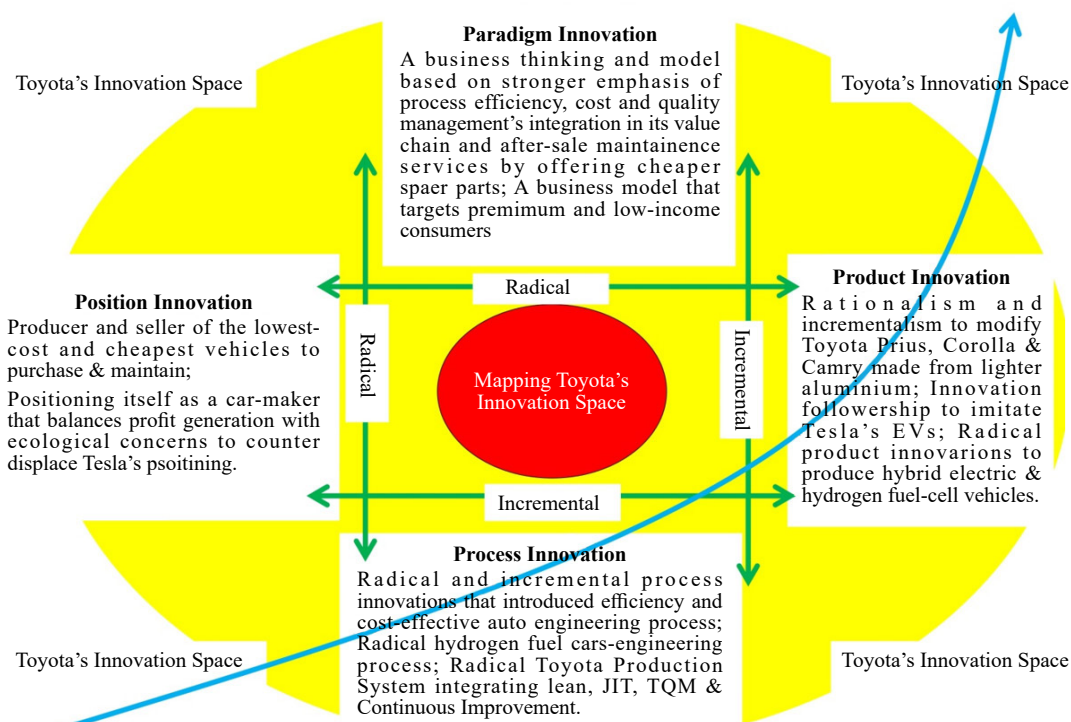 Paradigm Innovation
A business thinking and model
based on stronger emphasis of
process efficiency, cost and quality
management’s integration in its value
chain and after-sale maintainence
services by offering cheaper
spaer parts; A business model that
targets premimum and low-income
consumers
Toyota’s Innovation Space
Toyota’s Innovation Space
Position Innovation
Producer and seller of the lowest-
cost and cheapest vehicles to
purchase & maintain;
Positioning itself as a car-maker
that balances profit generation with
ecological concerns to counter
displace Tesla’s psoitining.
Radical
Radical
Mapping Toyota’s
Innovation Space
Incremental
Incremental
Product Innovation
Rationalism and
incrementalism to modify
Toyota Prius, Corolla &
Camry made from lighter
aluminium; Innovation
followership to imitate
Tesla’s EVs; Radical
product innovarions to
produce hybrid electric &
hydrogen fuel-cell vehicles.
Process Innovation
Radical and incremental process
innovations that introduced efficiency and
cost-effective auto engineering process;
Radical hydrogen fuel cars-engineering
process; Radical Toyota Production
System integrating lean, JIT, TQM &
Continuous Improvement.
Toyota’s Innovation Space
Toyota’s Innovation Space